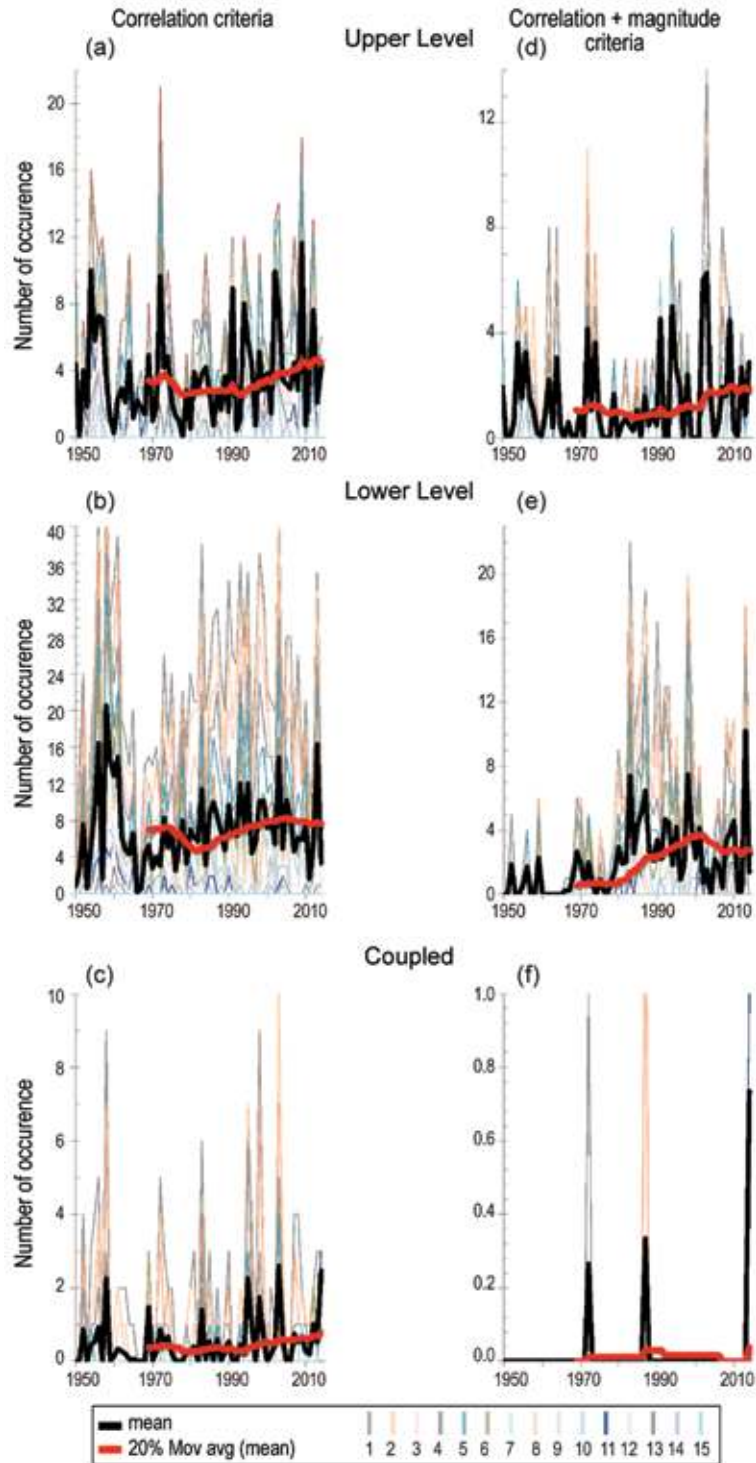 Correlation criteria
Correlation + magnitude
criteria
Upper Level
(a)
(d)
Number of occurence
20
16
12
8
4
0
1950 1970 1990 2010
12
8
4
0
1950 1970 1990 2010
Lower Level
(b)
(e)
Number of occurence
40
36
32
28
24
20
16
12
8
4
0
1950 1970 1990 2010
20
16
12
8
4
0
1950 1970 1990 2010
Coupled
(c)
(f)
Number of occurence
10
8
6
4
2
0
1950 1970 1990 2010
1.0
0.8
0.6
0.4
0.2
0.0
1950 1970 1990 2010
mean
20% Mov avg (mean)
1 2 3 4 5 6 7 8 9 10 11 12 13 14 15